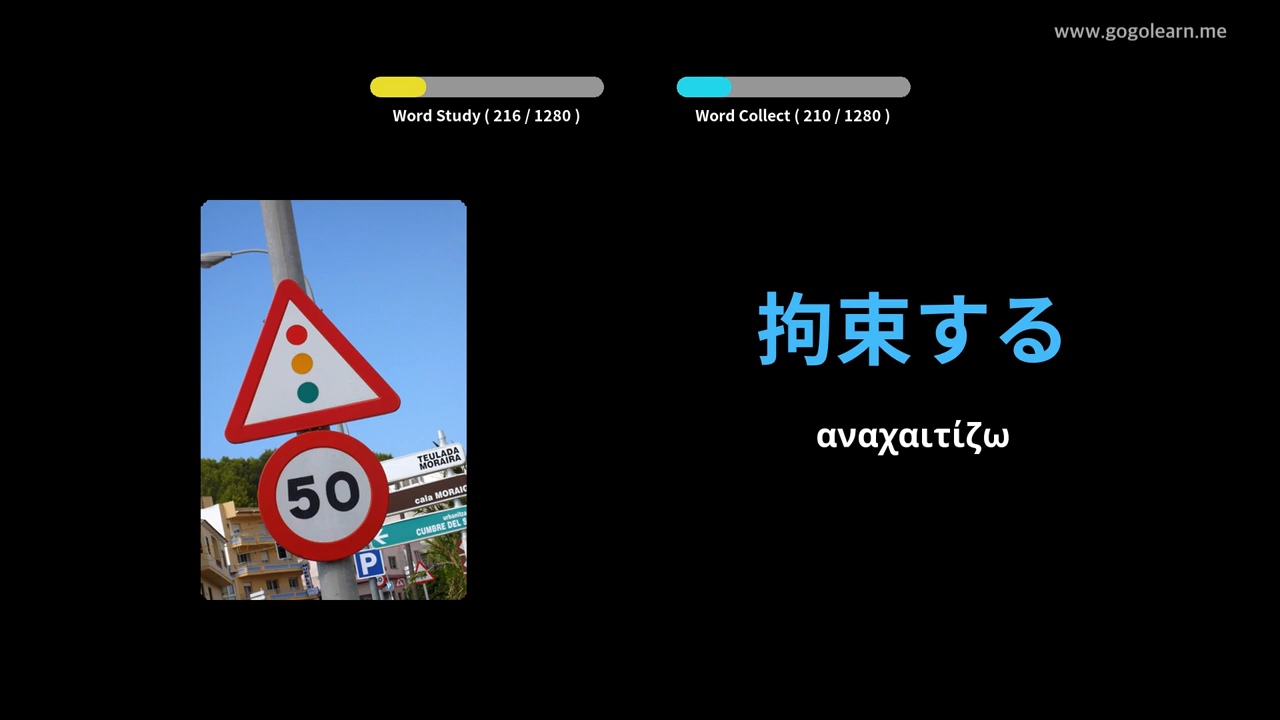 www.gogolearn.me
Word Study ( 216 / 1280 )
Word Collect ( 210 / 1280 )
拘束する
αναχαιτίζω
TEULADA
MORAIRA
cala
CUMBRE DEL
50
P